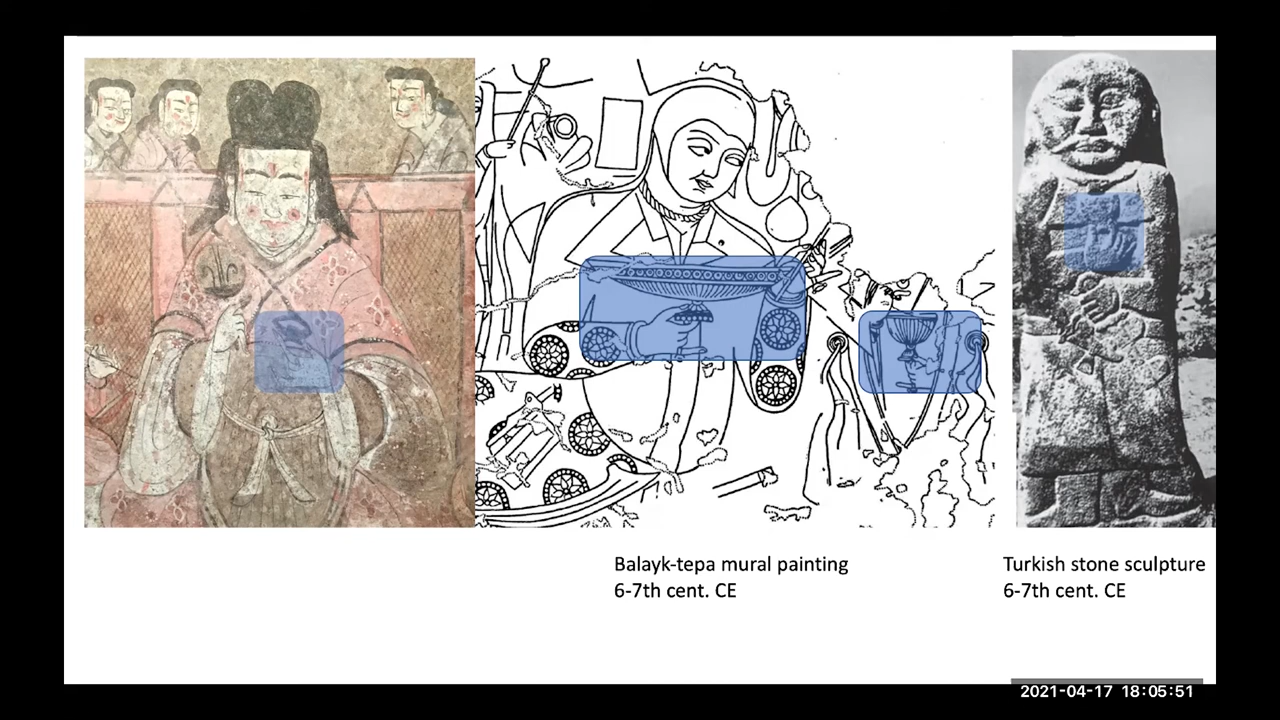 Balayk-tepa mural painting
6-7th cent. CE
Turkish stone sculpture
6-7th cent. CE
2021-04-17 18:05:51